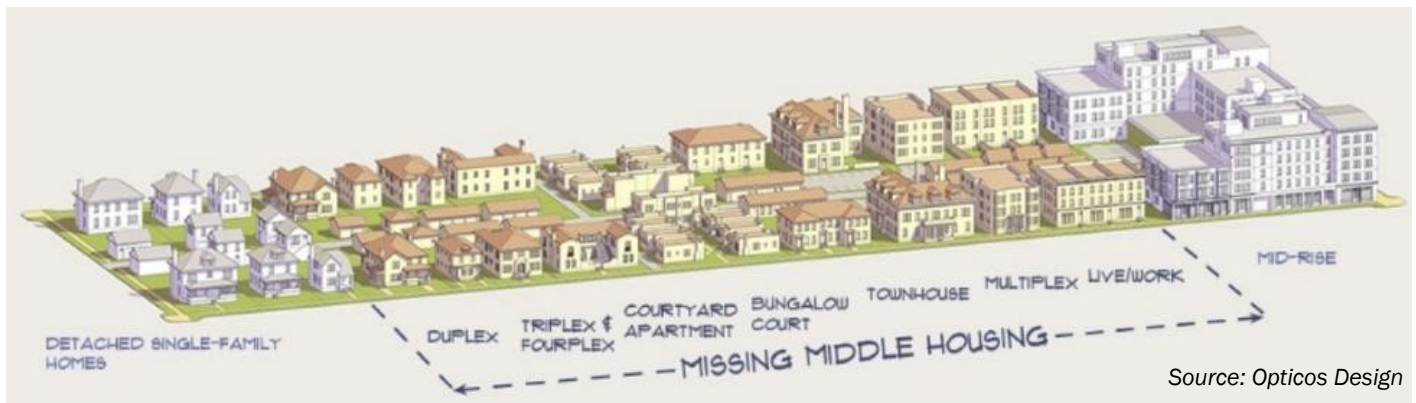 DETACHED SINGLE-FAMILY
HOMES
DUPLEX
TRIPLEX &
FOURPLEX
COURTYARD
APARTMENT
BUNGALOW
COURT
TOWNHOUSE
MULTIPLEX
LIVE/WORK
MID-RISE
MISSING MIDDLE HOUSING
Source: Opticos Design